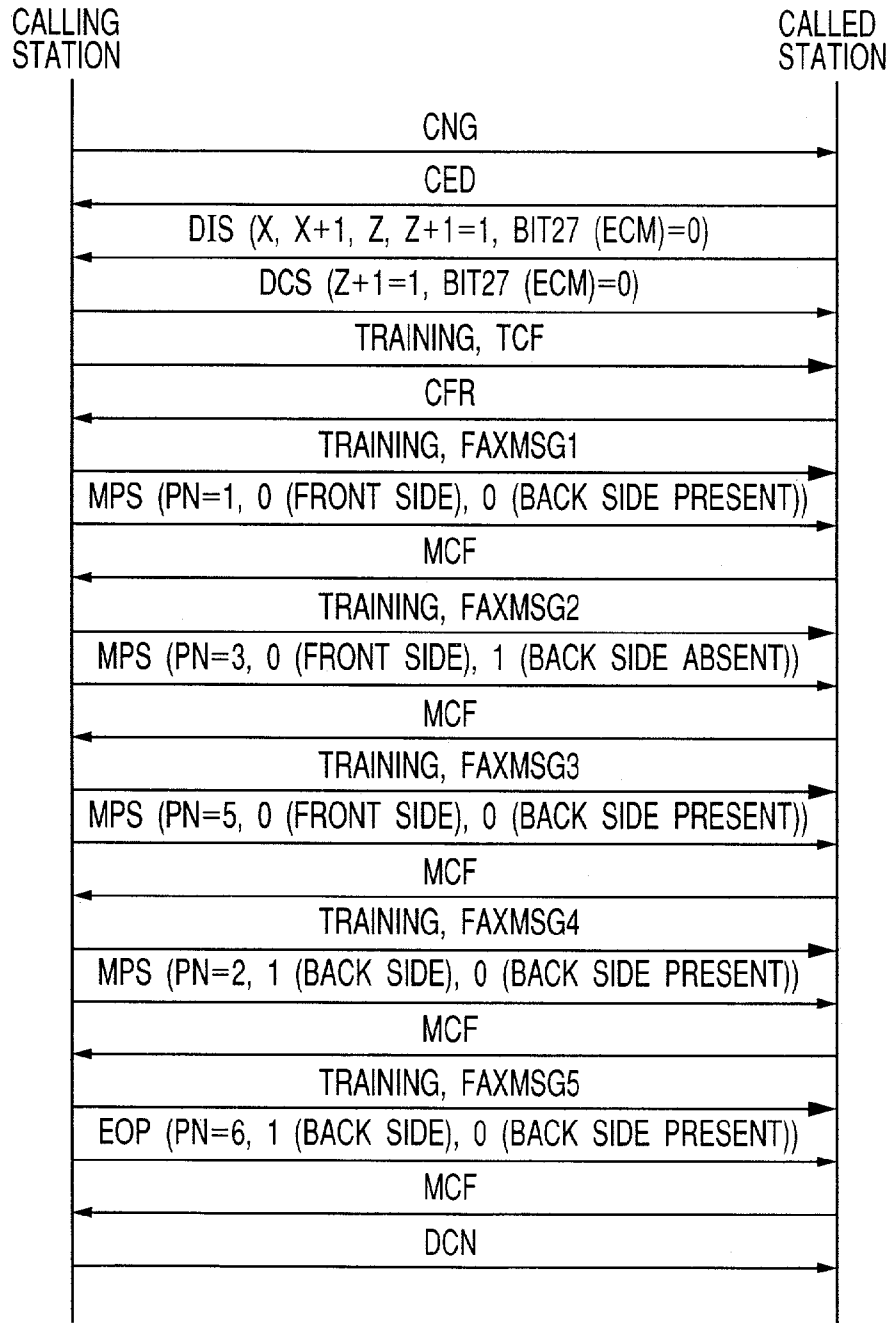 CALLING
STATION
CALLED
STATION
CNG
CED
DIS (X, X+1, Z, Z+1=1, BIT27 (ECM)=0)
DCS (Z+1=1, BIT27 (ECM)=0)
TRAINING, TCF
CFR
TRAINING, FAXMSG1
MPS (PN=1, 0 (FRONT SIDE), 0 (BACK SIDE PRESENT))
MCF
TRAINING, FAXMSG2
MPS (PN=3, 0 (FRONT SIDE), 1 (BACK SIDE ABSENT))
MCF
TRAINING, FAXMSG3
MPS (PN=5, 0 (FRONT SIDE), 0 (BACK SIDE PRESENT))
MCF
TRAINING, FAXMSG4
MPS (PN=2, 1 (BACK SIDE), 0 (BACK SIDE PRESENT))
MCF
TRAINING, FAXMSG5
EOP (PN=6, 1 (BACK SIDE), 0 (BACK SIDE PRESENT))
MCF
DCN